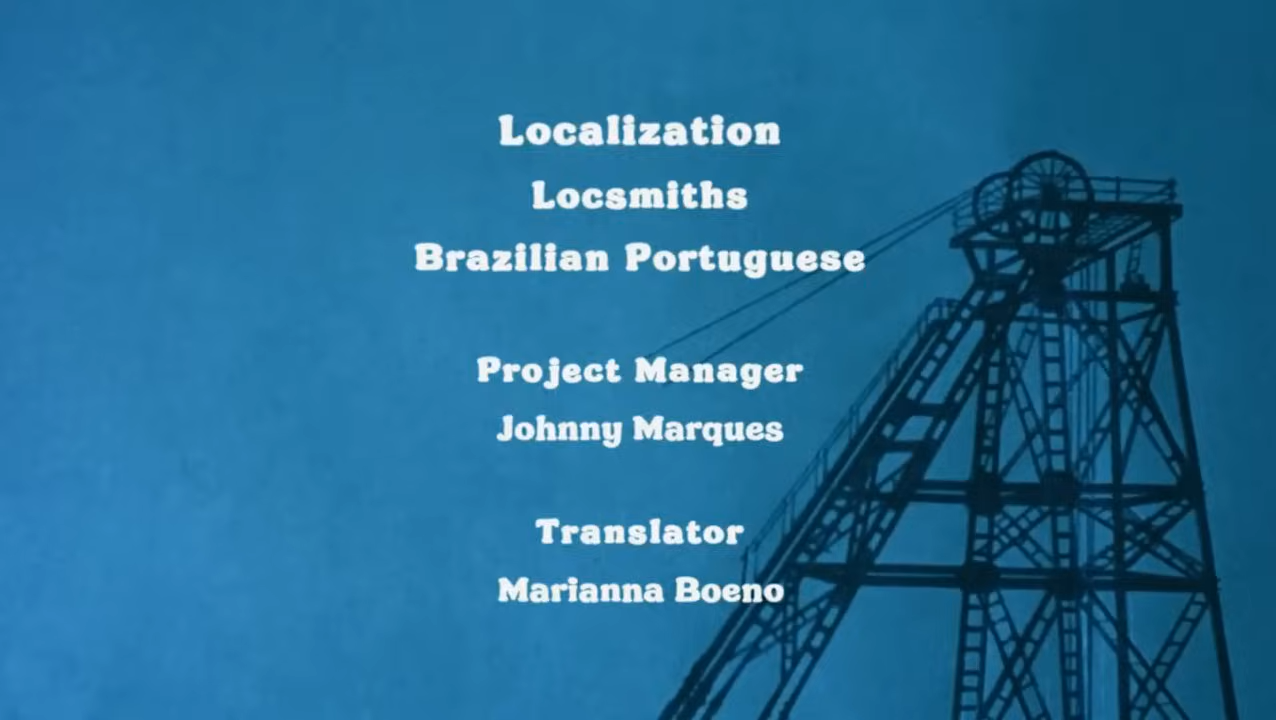 Localization
Locsmiths
Brazilian Portuguese
Project Manager
Johnny Marques
Translator
Marianna Boeno